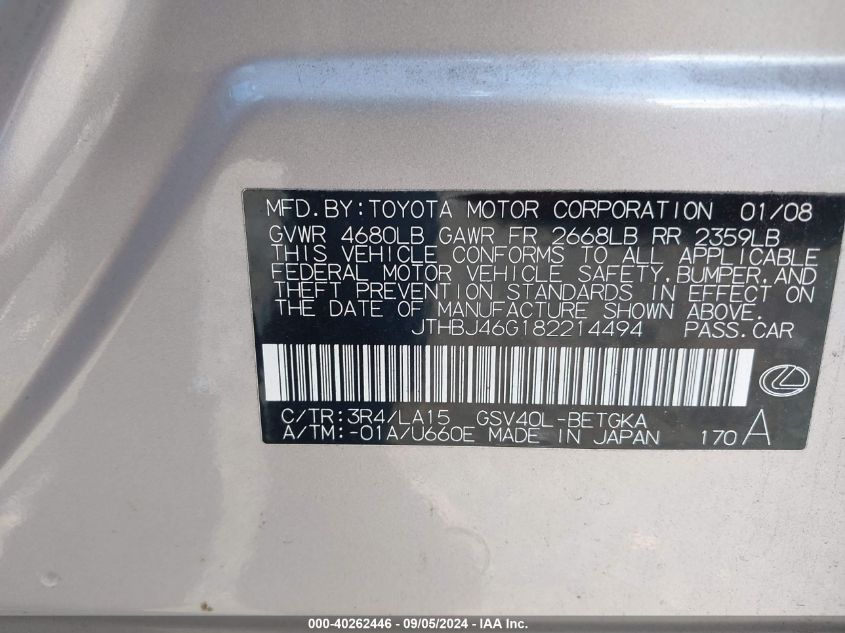 MFD.BY:TOYOTA MOTOR CORPORATION 01/08
GVWR 4680LB GAWR FR 2668LB RR 2359LB
THIS VEHICLE CONFORMS TO ALL APPLICABLE
FEDERAL MOTOR VEHICLE SAFETY,BUMPER,AND
THEFT PREVENTION STANDARDS IN EFFECT ON
THE DATE OF MANUFACTURE SHOWN ABOVE.
JTHBJ46G182214494 PASS.CAR
C/TR:3R4/LA15 GSV40L-BETGKA
A/TM:-01A/U660E MADE IN JAPAN 170 A
000-40262446 - 09/05/2024 - IAA Inc.